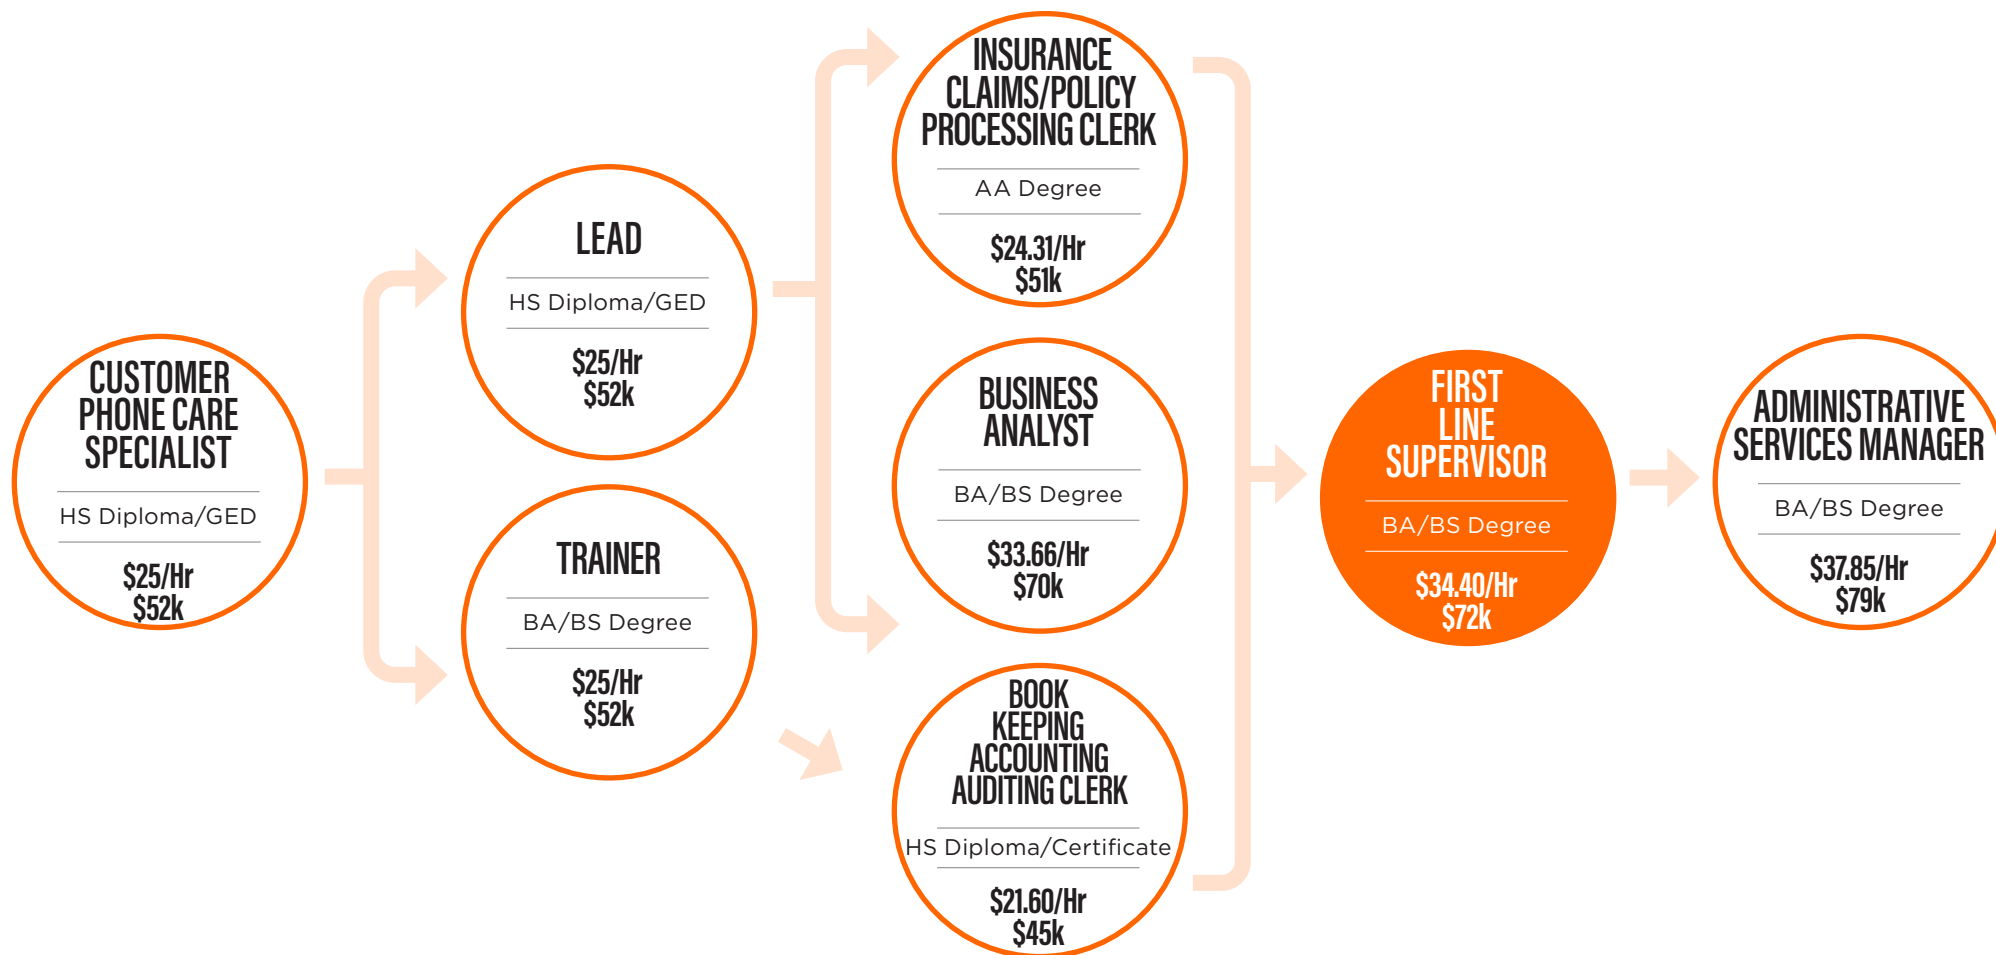 CUSTOMER
PHONE CARE
SPECIALIST
HS Diploma/GED
$25/Hr
$52k
LEAD
HS Diploma/GED
$25/Hr
$52k
TRAINER
BA/BS Degree
$25/Hr
$52k
INSURANCE
CLAIMS/POLICY
PROCESSING CLERK
AA Degree
$24.31/Hr
$51k
BUSINESS
ANALYST
BA/BS Degree
$33.66/Hr
$70k
BOOK
KEEPING
ACCOUNTING
AUDITING CLERK
HS Diploma/Certificate
$21.60/Hr
$45k
FIRST
LINE
SUPERVISOR
BA/BS Degree
$34.40/Hr
$72k
ADMINISTRATIVE
SERVICES MANAGER
BA/BS Degree
$37.85/Hr
$79k